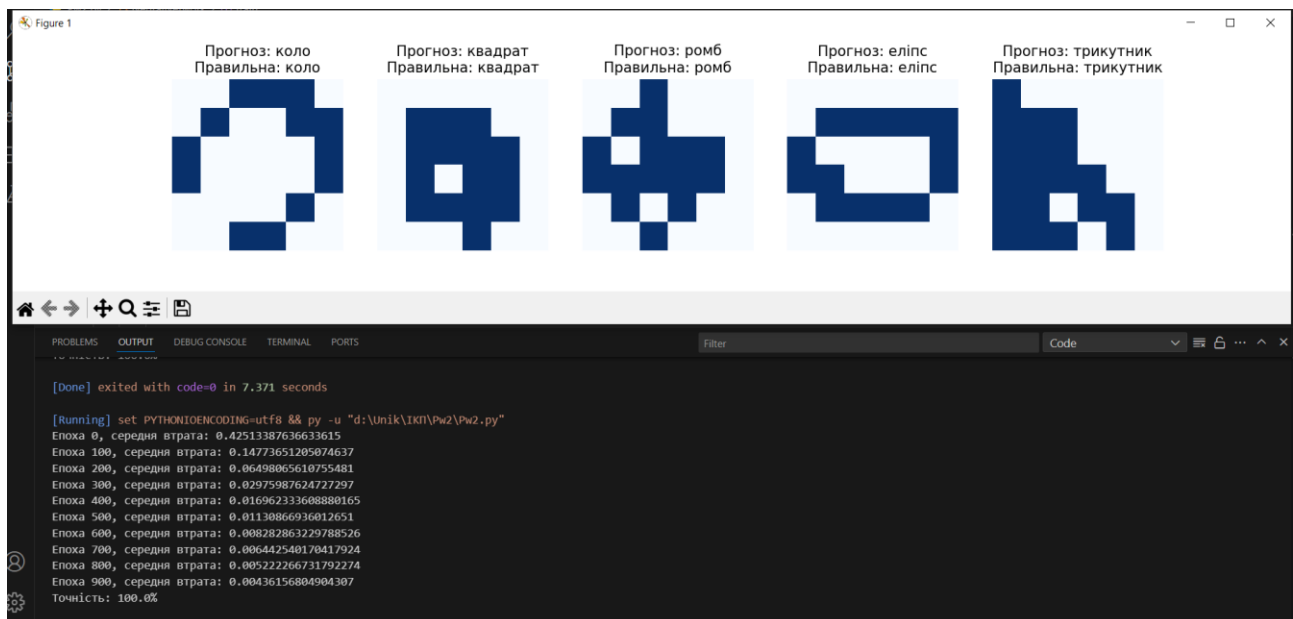 Figure 1
Прогноз: коло
Правильна: коло
Прогноз: квадрат
Правильна: квадрат
Прогноз: ромб
Правильна: ромб
Прогноз: еліпс
Правильна: еліпс
Прогноз: трикутник
Правильна: трикутник
PROBLEMS OUTPUT DEBUG CONSOLE TERMINAL PORTS Filter Code
[Done] exited with code=0 in 7.371 seconds
[Running] set PYTHONIOENCODING=utf8 && py -u "d:\Unik\ІКП\Pw2\Pw2.py"
Епоха 0, середня втрата: 0.42513387636633615
Епоха 100, середня втрата: 0.14773651205074637
Епоха 200, середня втрата: 0.06498065610755481
Епоха 300, середня втрата: 0.02975987624727297
Епоха 400, середня втрата: 0.016962333608880165
Епоха 500, середня втрата: 0.01130866936012651
Епоха 600, середня втрата: 0.008282863229788526
Епоха 700, середня втрата: 0.006442540170417924
Епоха 800, середня втрата: 0.005222266731792274
Епоха 900, середня втрата: 0.00436156804904307
Точність: 100.0%